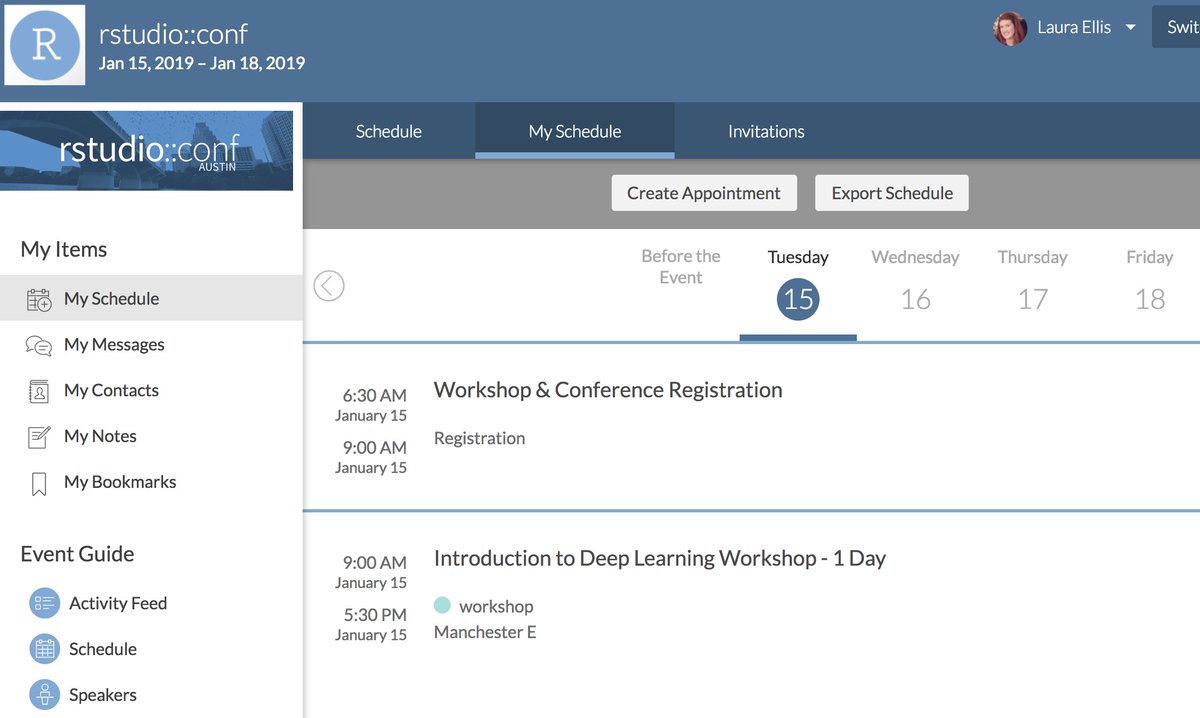 R
rstudio::conf
Jan 15, 2019 – Jan 18, 2019
Laura Ellis
rstudio::conf
AUSTIN
Schedule
My Schedule
Invitations
Create Appointment
Export Schedule
My Items
My Schedule
My Messages
My Contacts
My Notes
My Bookmarks
Event Guide
Activity Feed
Schedule
Speakers
Before the
Event
Tuesday
15
Wednesday
16
Thursday
17
Friday
18
6:30 AM
January 15
9:00 AM
January 15
Workshop & Conference Registration
Registration
9:00 AM
January 15
5:30 PM
January 15
Introduction to Deep Learning Workshop - 1 Day
workshop
Manchester E